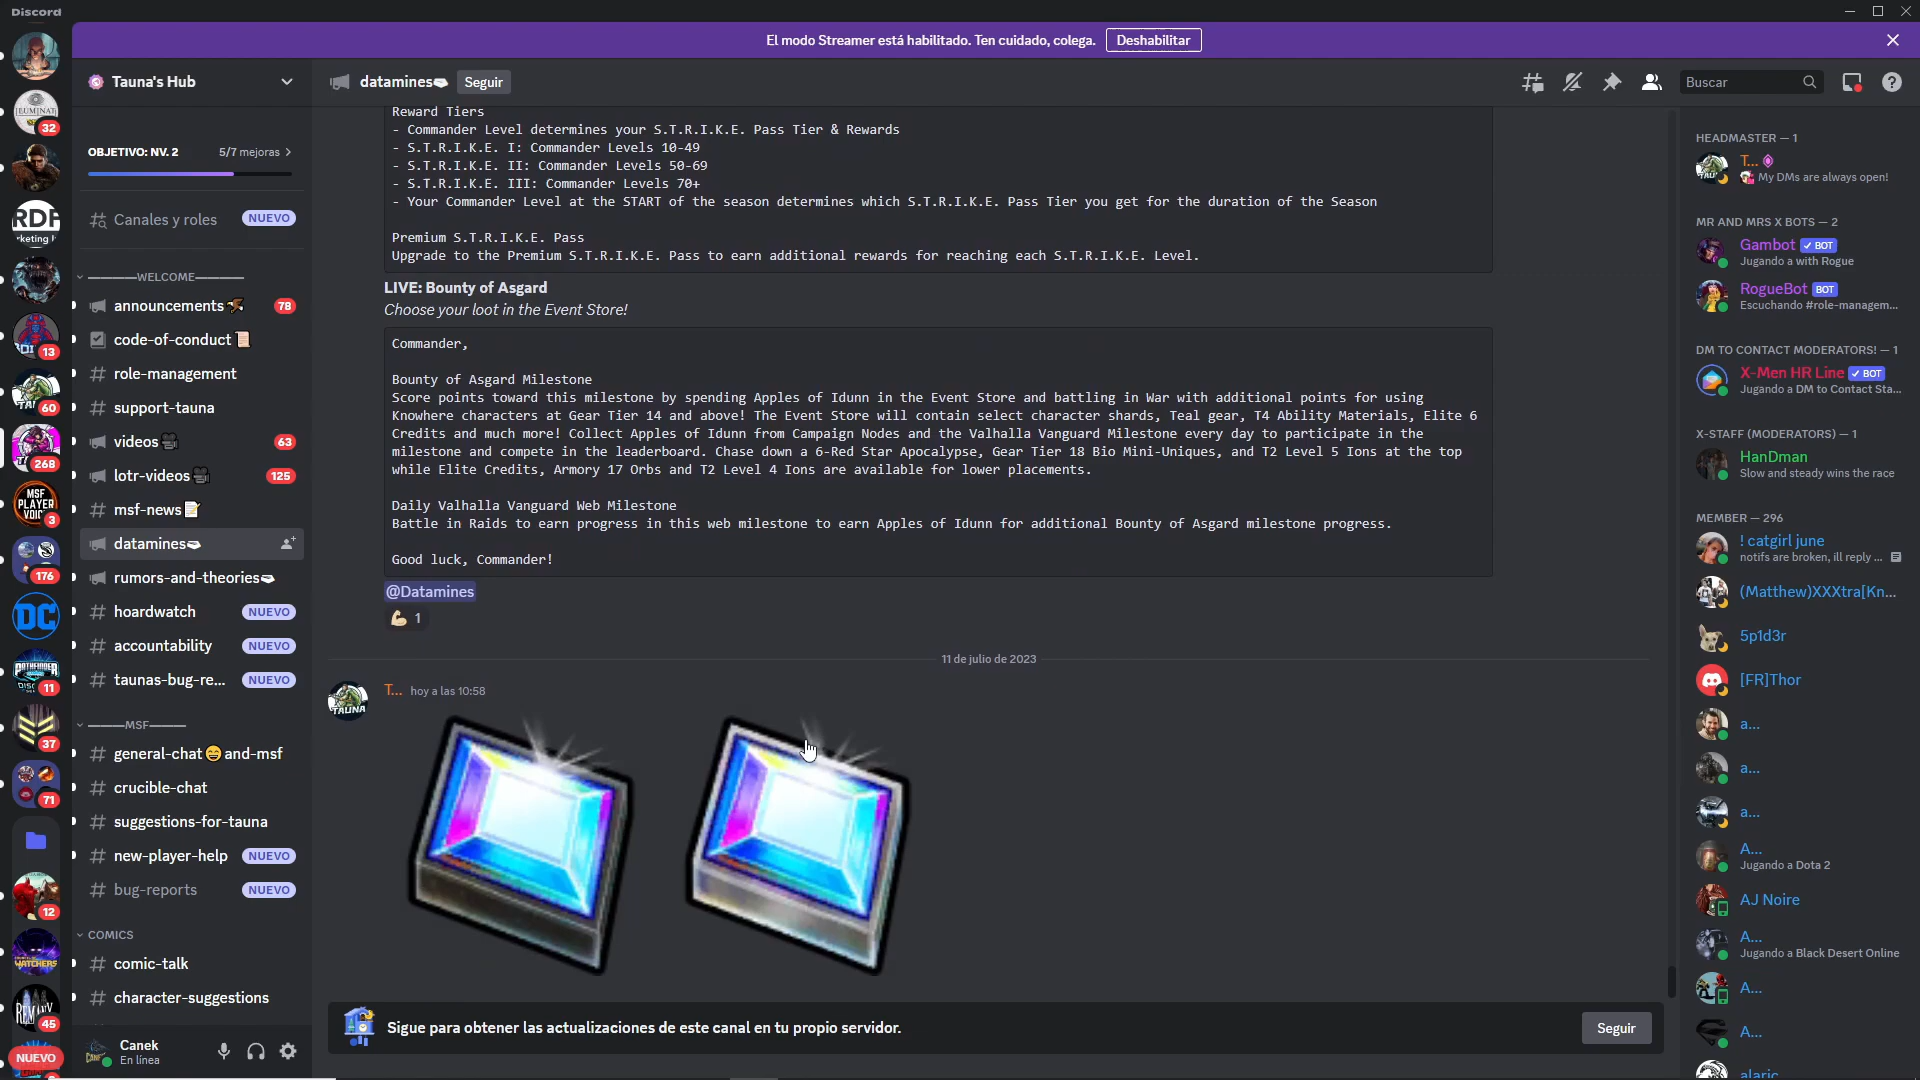 Discord
El modo Streamer está habilitado. Ten cuidado, colega.
Deshabilitar
32
13
60
268
3
176
11
37
71
12
45
NUEVO
RDF
MSF
PLAYER
DC
Tauna's Hub
OBJETIVO: NV. 2
5/7 mejoras
Canales y roles
NUEVO
WELCOME
announcements
78
code-of-conduct
role-management
support-tauna
videos
63
lotr-videos
125
msf-news
datamines
rumors-and-theories
hoardwatch
NUEVO
accountability
NUEVO
taunas-bug-re...
NUEVO
MSF
general-chat and-msf
crucible-chat
suggestions-for-tauna
new-player-help
NUEVO
bug-reports
NUEVO
COMICS
comic-talk
character-suggestions
Canek
En línea
datamines
Seguir
Buscar
Reward Tiers
- Commander Level determines your S.T.R.I.K.E. Pass Tier & Rewards
- S.T.R.I.K.E. I: Commander Levels 10-49
- S.T.R.I.K.E. II: Commander Levels 50-69
- S.T.R.I.K.E. III: Commander Levels 70+
- Your Commander Level at the START of the season determines which S.T.R.I.K.E. Pass Tier you get for the duration of the Season
Premium S.T.R.I.K.E. Pass
Upgrade to the Premium S.T.R.I.K.E. Pass to earn additional rewards for reaching each S.T.R.I.K.E. Level.
LIVE: Bounty of Asgard
Choose your loot in the Event Store!
Commander,
Bounty of Asgard Milestone
Score points toward this milestone by spending Apples of Idunn in the Event Store and battling in War with additional points for using
Knowhere characters at Gear Tier 14 and above! The Event Store will contain select character shards, Teal gear, T4 Ability Materials, Elite 6
Credits and much more! Collect Apples of Idunn from Campaign Nodes and the Valhalla Vanguard Milestone every day to participate in the
milestone and compete in the leaderboard. Chase down a 6-Red Star Apocalypse, Gear Tier 18 Bio Mini-Uniques, and T2 Level 5 Ions at the top
while Elite Credits, Armory 17 Orbs and T2 Level 4 Ions are available for lower placements.
Daily Valhalla Vanguard Web Milestone
Battle in Raids to earn progress in this web milestone to earn Apples of Idunn for additional Bounty of Asgard milestone progress.
Good luck, Commander!
@Datamines
1
11 de julio de 2023
T... hoy a las 10:58
TAUNA
Sigue para obtener las actualizaciones de este canal en tu propio servidor.
Seguir
HEADMASTER — 1
T...
My DMs are always open!
MR AND MRS X BOTS — 2
Gambot
BOT
Jugando a with Rogue
RogueBot
BOT
Escuchando #role-managem...
DM TO CONTACT MODERATORS! — 1
X-Men HR Line
BOT
Jugando a DM to Contact Sta...
X-STAFF (MODERATORS) — 1
HanDman
Slow and steady wins the race
MEMBER — 296
! catgirl june
notifs are broken, ill reply ...
(Matthew)XXXtra[Kn...
5p1d3r
[FR]Thor
a...
a...
a...
A...
Jugando a Dota 2
AJ Noire
A...
Jugando a Black Desert Online
A...
A...
alaric